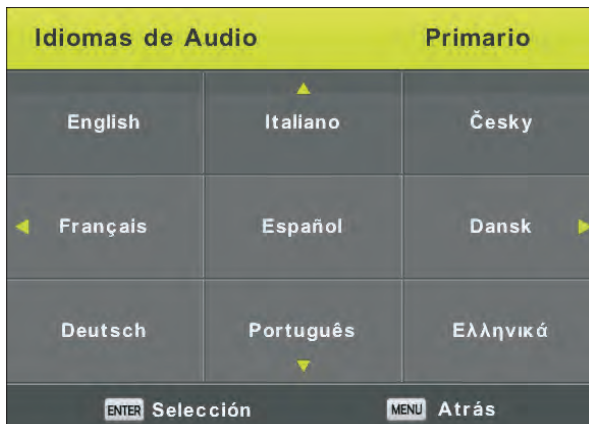 Idiomas de Audio Primario
English Italiano Česky
Français Español Dansk
Deutsch Português Ελληνικά
ENTER Selección MENU Atrás